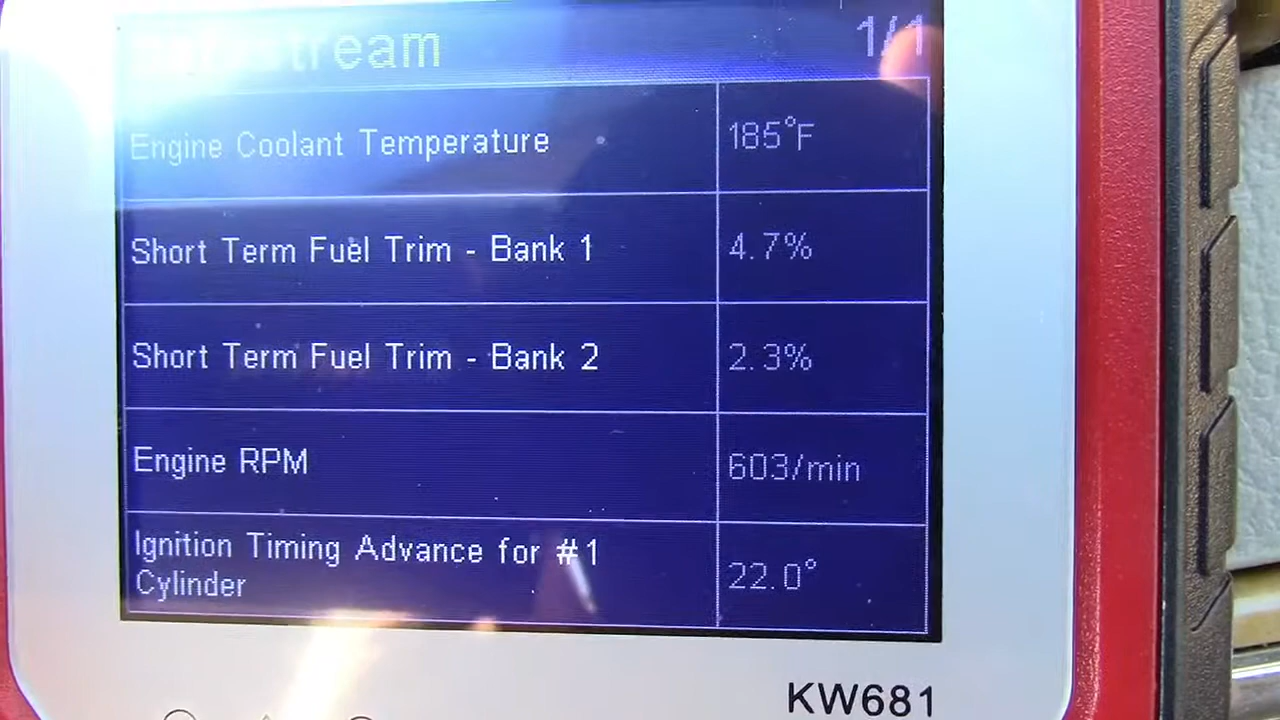 tream 1/1
Engine Coolant Temperature 185°F
Short Term Fuel Trim - Bank 1 4.7%
Short Term Fuel Trim - Bank 2 2.3%
Engine RPM 603/min
Ignition Timing Advance for #1
Cylinder 22.0°
KW681